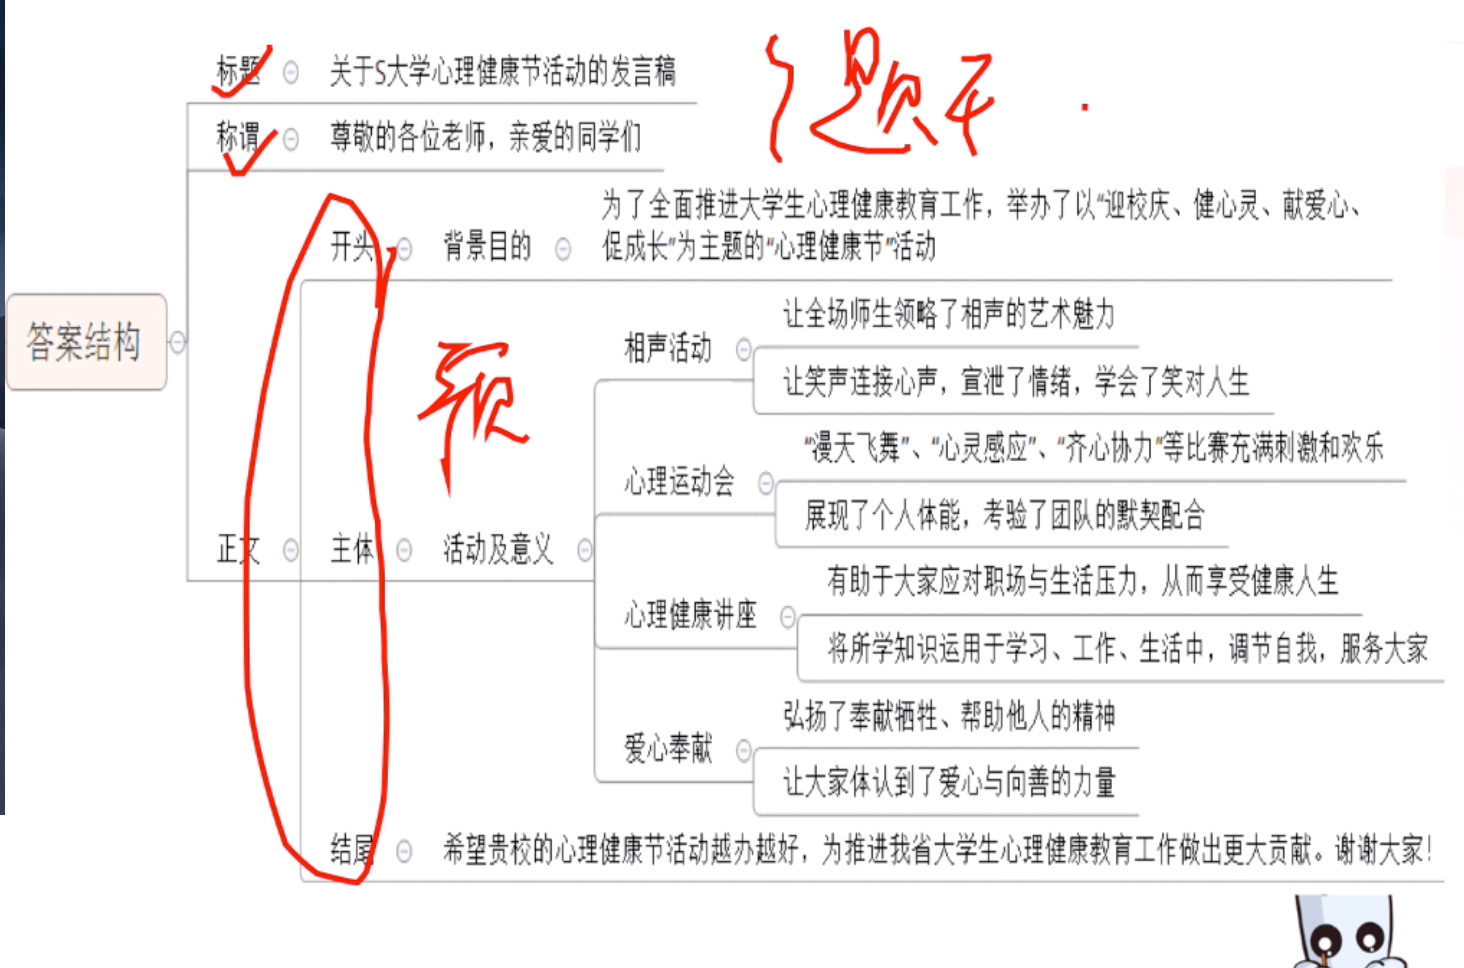 标题
关于S大学心理健康节活动的发言稿
称谓
尊敬的各位老师，亲爱的同学们
题干
为了全面推进大学生心理健康教育工作，举办了以“迎校庆、健心灵、献爱心、
促成长”为主题的“心理健康节”活动
开头
背景目的
答案结构
正文
主体
活动及意义
相声活动
让全场师生领略了相声的艺术魅力
让笑声连接心声，宣泄了情绪，学会了笑对人生
心理运动会
“漫天飞舞”、“心灵感应”、“齐心协力”等比赛充满刺激和欢乐
展现了个人体能，考验了团队的默契配合
心理健康讲座
有助于大家应对职场与生活压力，从而享受健康人生
将所学知识运用于学习、工作、生活中，调节自我，服务大家
爱心奉献
弘扬了奉献牺牲、帮助他人的精神
让大家体认到了爱心与向善的力量
结尾
希望贵校的心理健康节活动越办越好，为推进我省大学生心理健康教育工作做出更大贡献。谢谢大家！